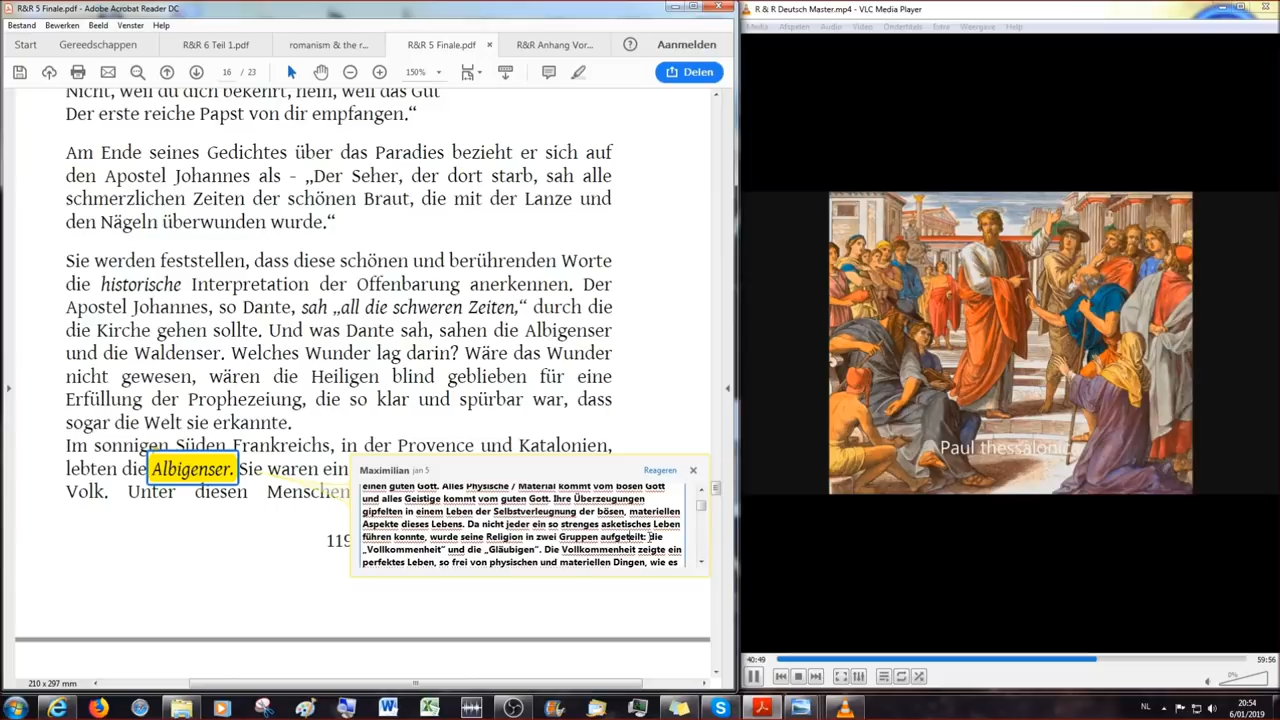 R&R 5 Finale.pdf - Adobe Acrobat Reader DC
Bestand Bewerken Beeld Venster Help
Start Gereedschappen R&R 6 Teil 1.pdf romanism & the r... R&R 5 Finale.pdf × R&R Anhang Vor... Aanmelden
16 / 23 150% Delen
Nicht, weil du dich bekehrt, nein, weil das Gut
Der erste reiche Papst von dir empfangen.“
Am Ende seines Gedichtes über das Paradies bezieht er sich auf
den Apostel Johannes als - „Der Seher, der dort starb, sah alle
schmerzlichen Zeiten der schönen Braut, die mit der Lanze und
den Nägeln überwunden wurde.“
Sie werden feststellen, dass diese schönen und berührenden Worte
die historische Interpretation der Offenbarung anerkennen. Der
Apostel Johannes, so Dante, sah „all die schweren Zeiten,“ durch die
die Kirche gehen sollte. Und was Dante sah, sahen die Albigenser
und die Waldenser. Welches Wunder lag darin? Wäre das Wunder
nicht gewesen, wären die Heiligen blind geblieben für eine
Erfüllung der Prophezeiung, die so klar und spürbar war, dass
sogar die Welt sie erkannte.
Im sonnigen Süden Frankreichs, in der Provence und Katalonien,
lebten die Albigenser. Sie waren ein
Volk. Unter diesen Menschen
119
Maximilian jan 5 Reageren
einen guten Gott. Alles Physische / Material kommt vom bösen Gott
und alles Geistige kommt vom guten Gott. Ihre Überzeugungen
gipfelten in einem Leben der Selbstverleugnung der bösen, materiellen
Aspekte dieses Lebens. Da nicht jeder ein so strenges asketisches Leben
führen konnte, wurde seine Religion in zwei Gruppen aufgeteilt: die
„Vollkommenheit“ und die „Gläubigen“. Die Vollkommenheit zeigte ein
perfektes Leben, so frei von physischen und materiellen Dingen, wie es
210 x 297 mm
R & R Deutsch Master.mp4 - VLC Media Player
Media Afspelen Audio Video Ondertitels Extra Weergave Help
Paul thessalonic
40:49 59:56
0%
NL 20:54
6/01/2019